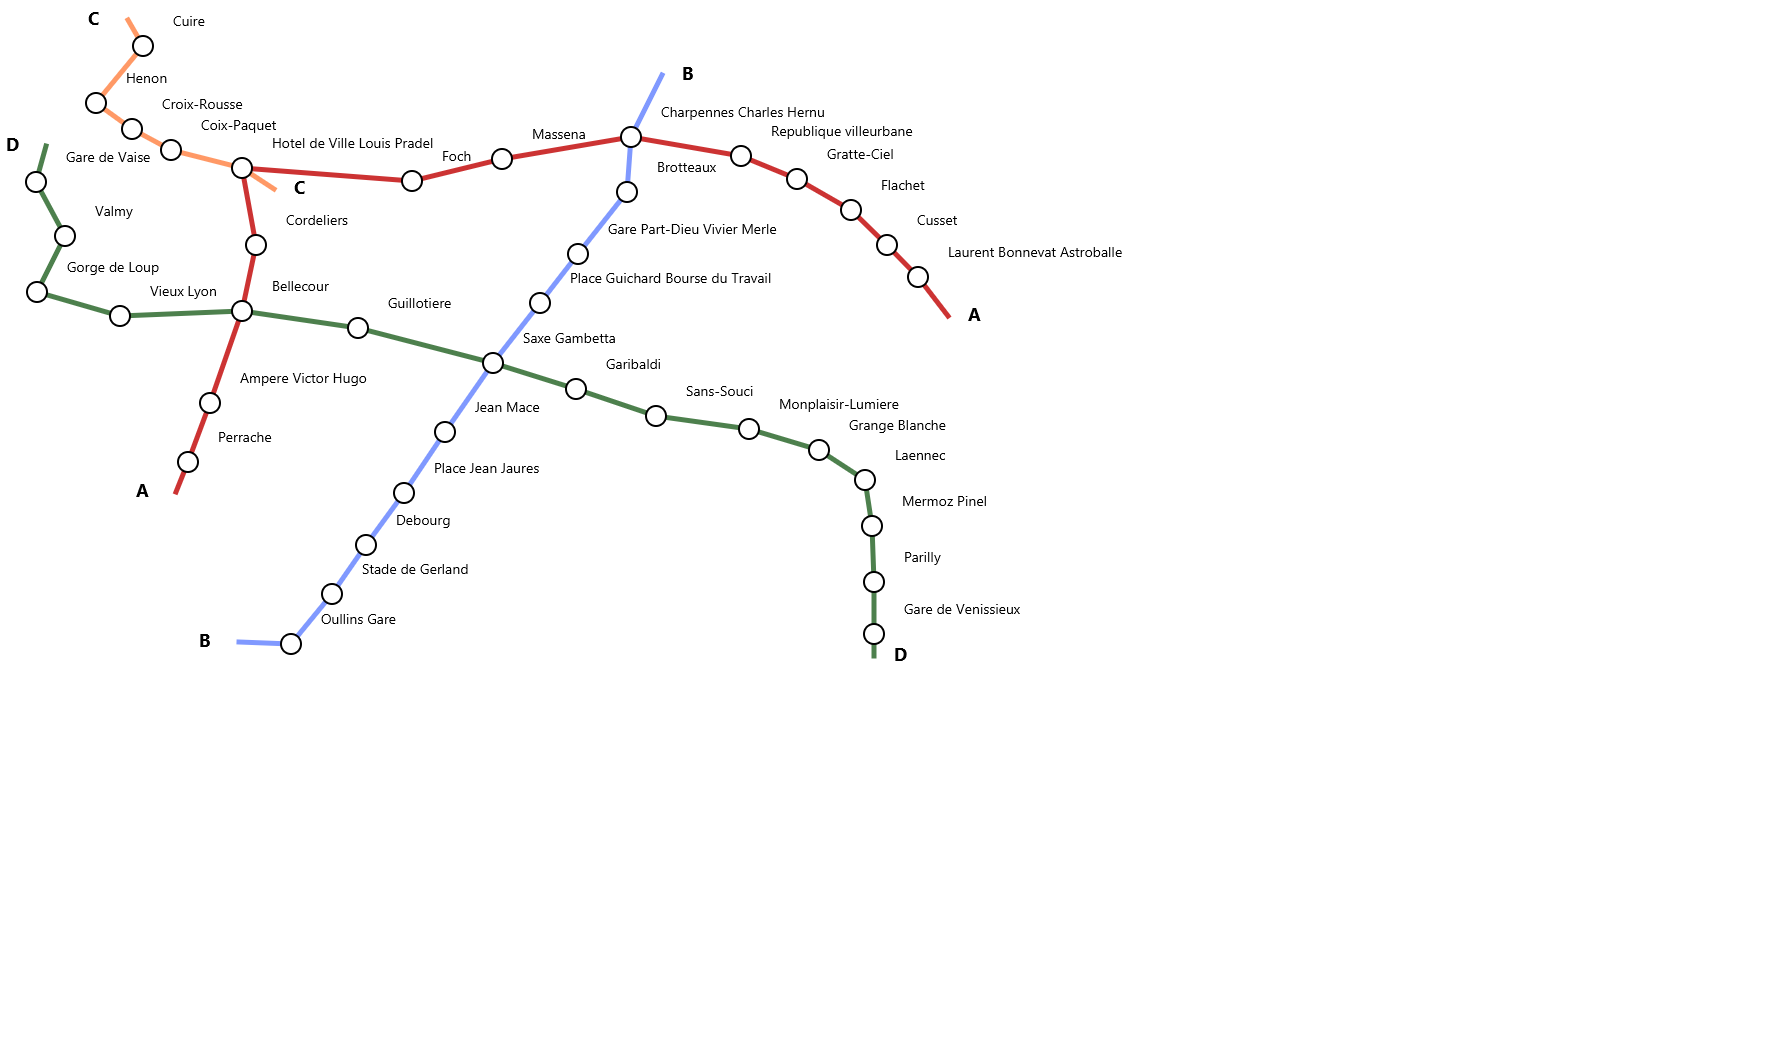 C
Cuire
Henon
Croix-Rousse
Coix-Paquet
Hotel de Ville Louis Pradel
C
D
Gare de Vaise
Valmy
Gorge de Loup
Vieux Lyon
Bellecour
Cordeliers
Foch
Massena
B
Charpennes Charles Hernu
Republique villeurbane
Gratte-Ciel
Flachet
Cusset
Laurent Bonnevat Astroballe
A
Brotteaux
Gare Part-Dieu Vivier Merle
Place Guichard Bourse du Travail
Saxe Gambetta
Guillotiere
Garibaldi
Sans-Souci
Monplaisir-Lumiere
Grange Blanche
Laennec
Mermoz Pinel
Parilly
Gare de Venissieux
D
Ampere Victor Hugo
Perrache
A
Jean Mace
Place Jean Jaures
Debourg
Stade de Gerland
Oullins Gare
B